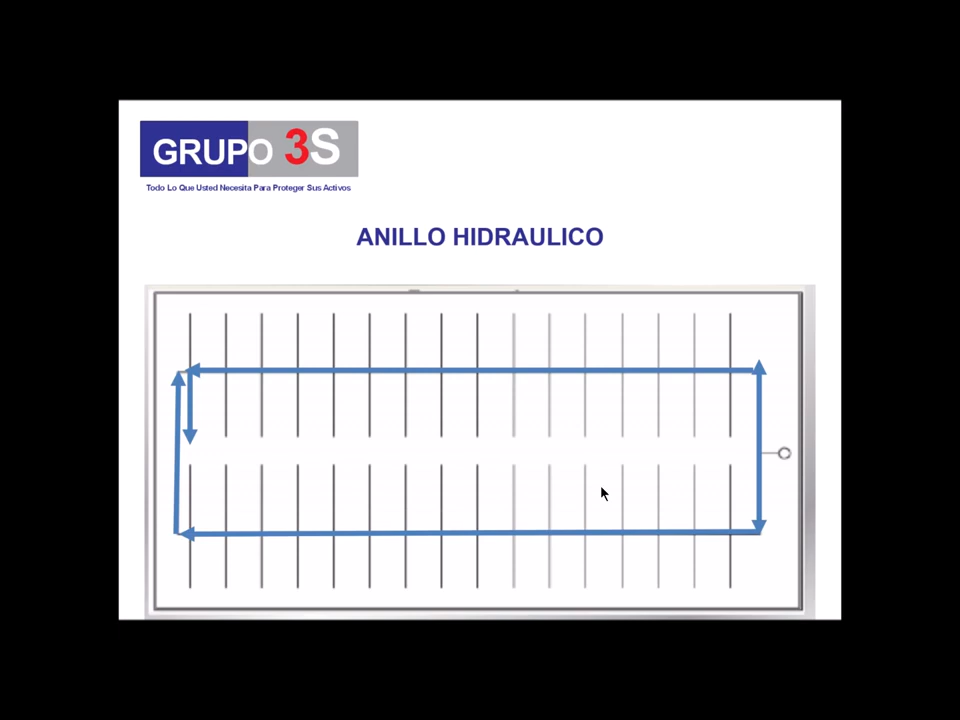 GRUPO 3S
Todo Lo Que Usted Necesita Para Proteger Sus Activos
ANILLO HIDRAULICO